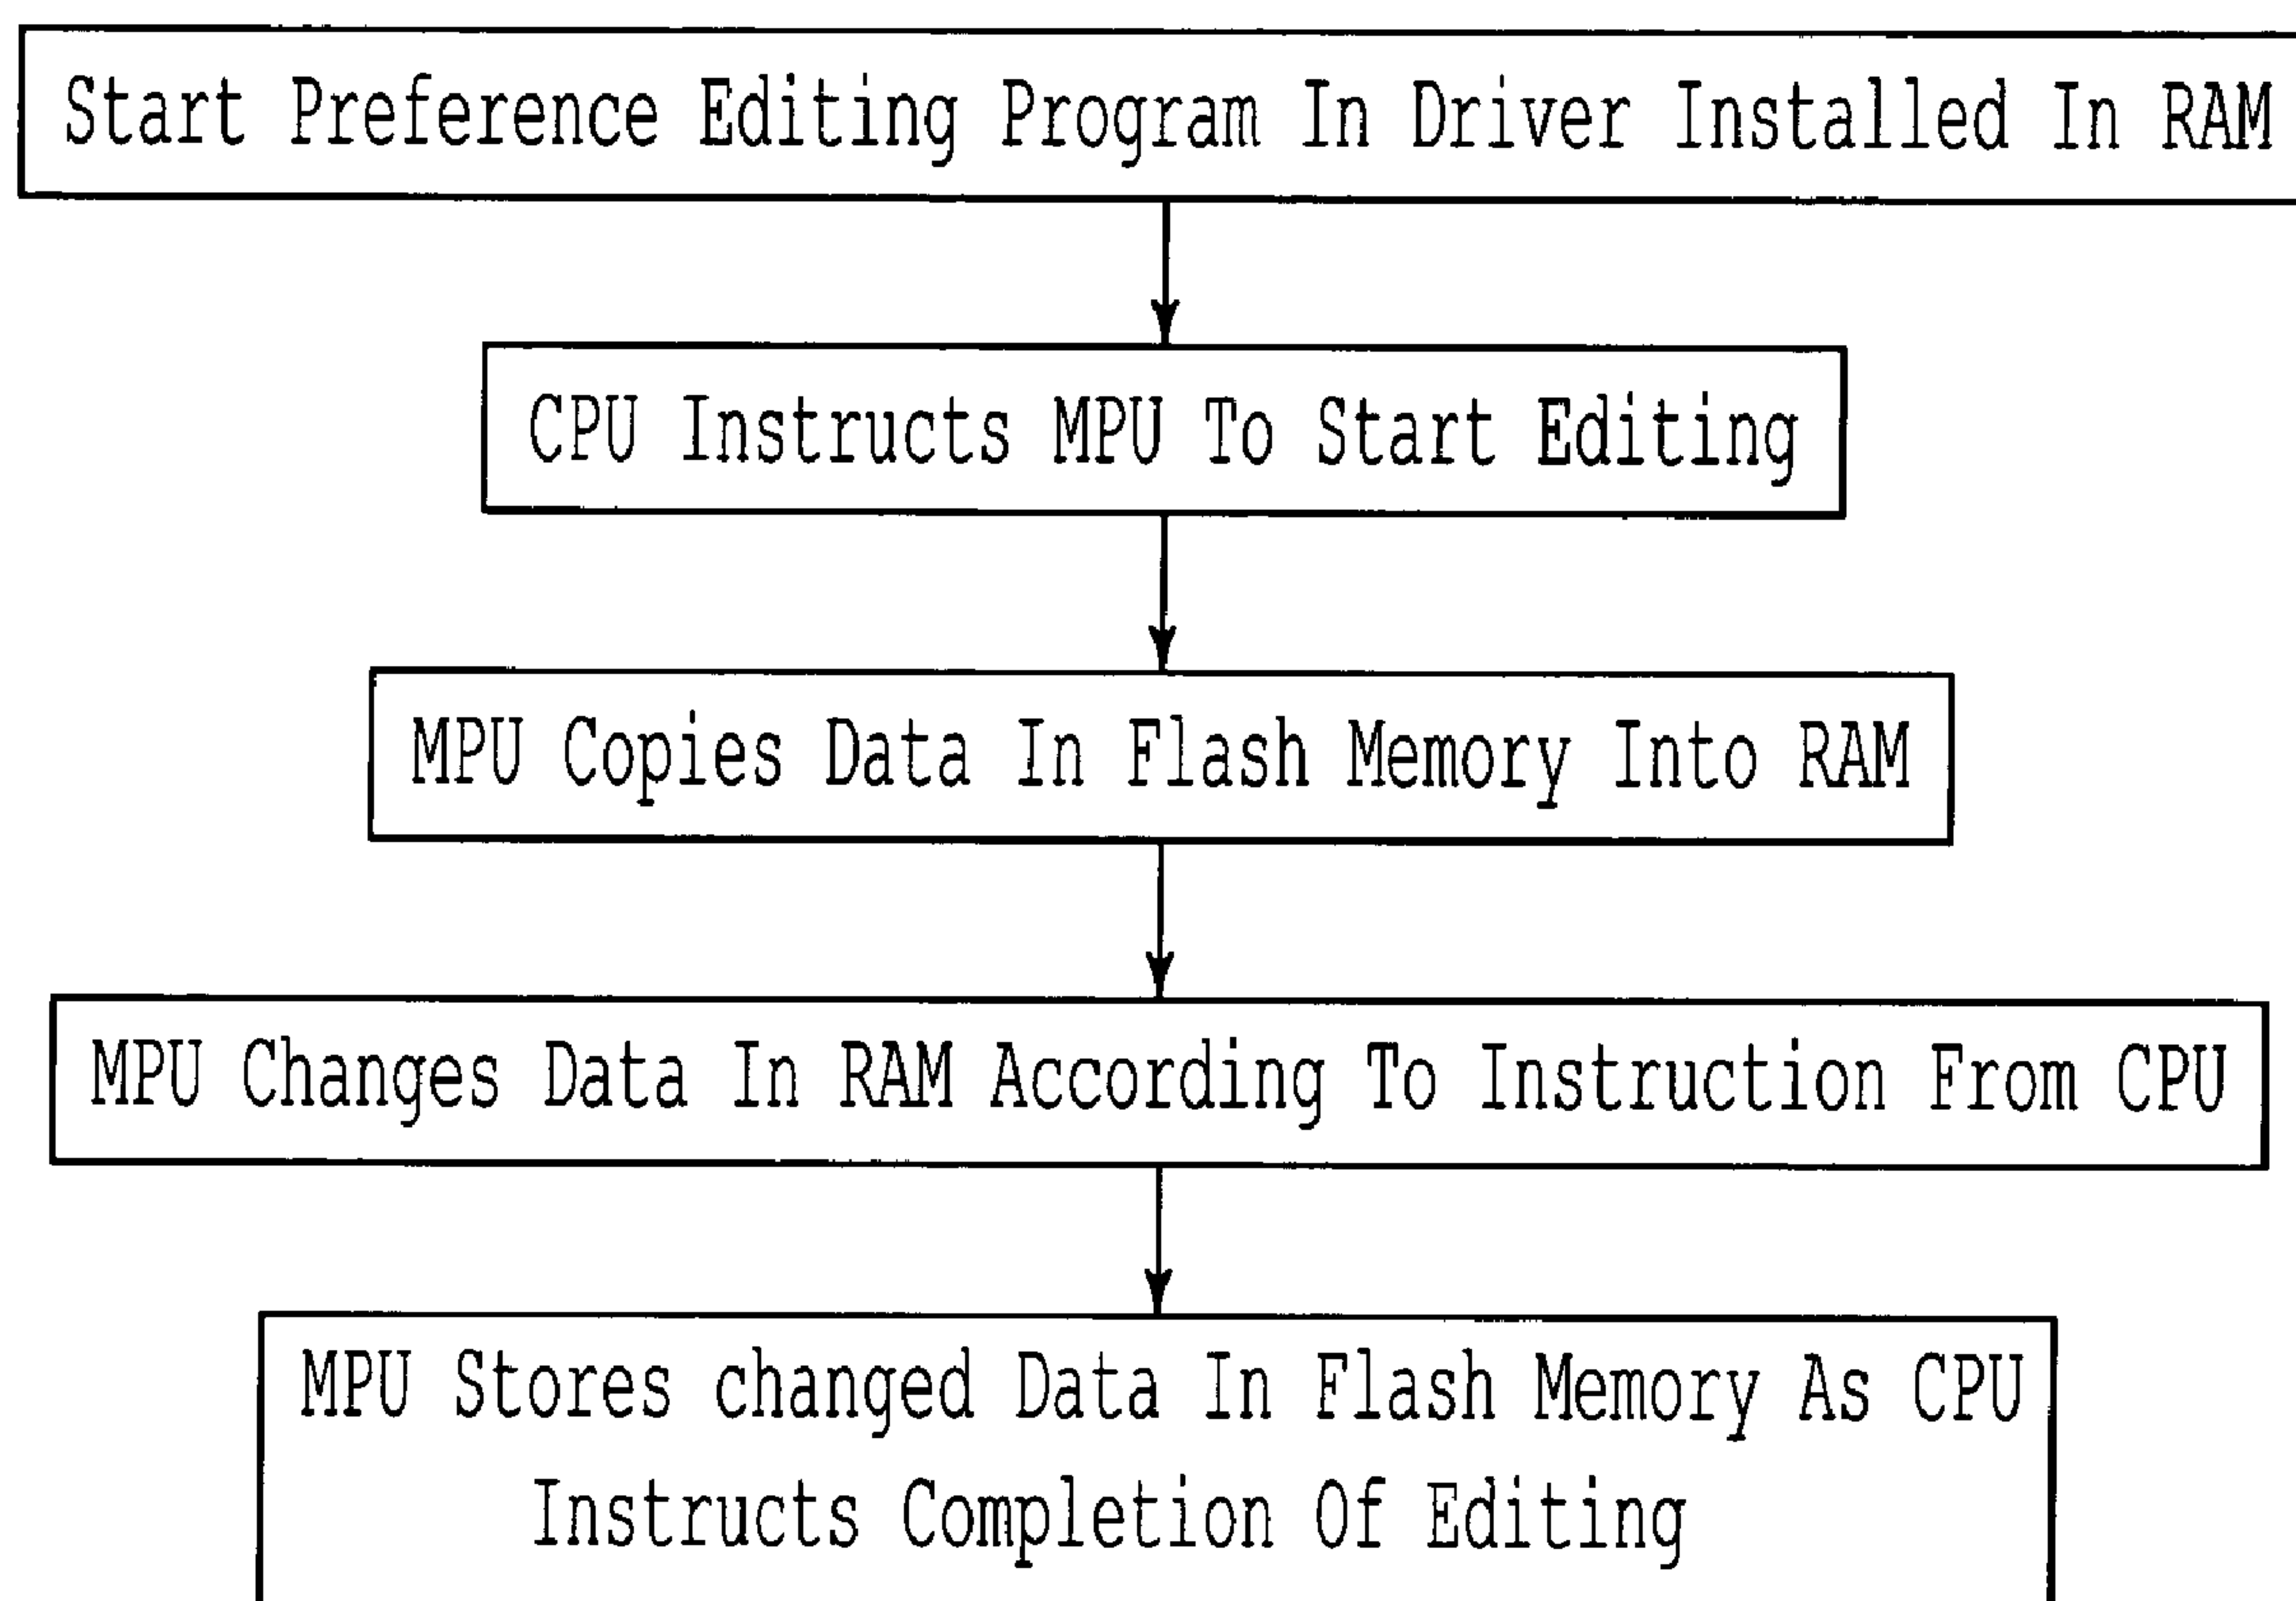 Start Preference Editing Program In Driver Installed In RAM
CPU Instructs MPU To Start Editing
MPU Copies Data In Flash Memory Into RAM
MPU Changes Data In RAM According To Instruction From CPU
MPU Stores changed Data In Flash Memory As CPU
Instructs Completion Of Editing